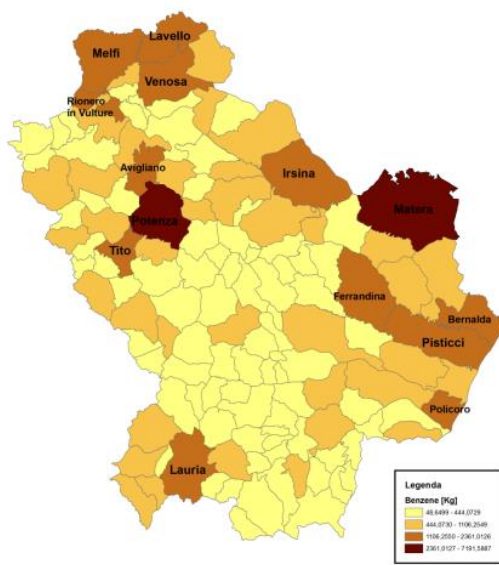 Lavello
Melfi
Venosa
Rionero
in Vulture
Avigliano
Irsina
Matera
Potenza
Tito
Ferrandina
Bernalda
Pisticci
Policoro
Lauria
Legenda
Benzene [Kg]
48,6499 - 444,0729
444,0730 - 1106,2549
1106,2550 - 2361,0126
2361,0127 - 7191,5887